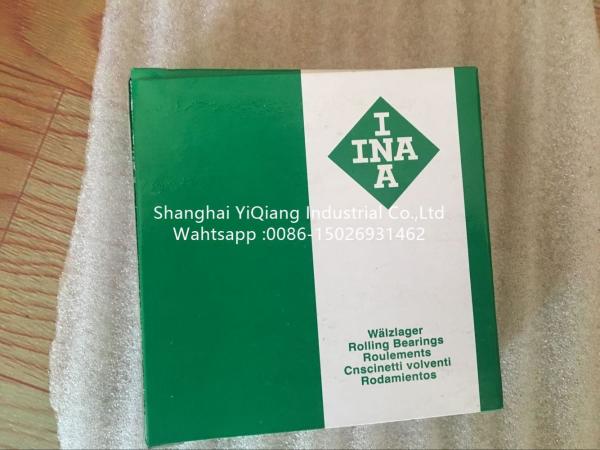 I
INA
A
Shanghai YiQiang Industrial Co.,Ltd
Wahtsapp :0086-15026931462
Wälzlager
Rolling Bearings
Roulements
Cnscinetti volventi
Rodamientos